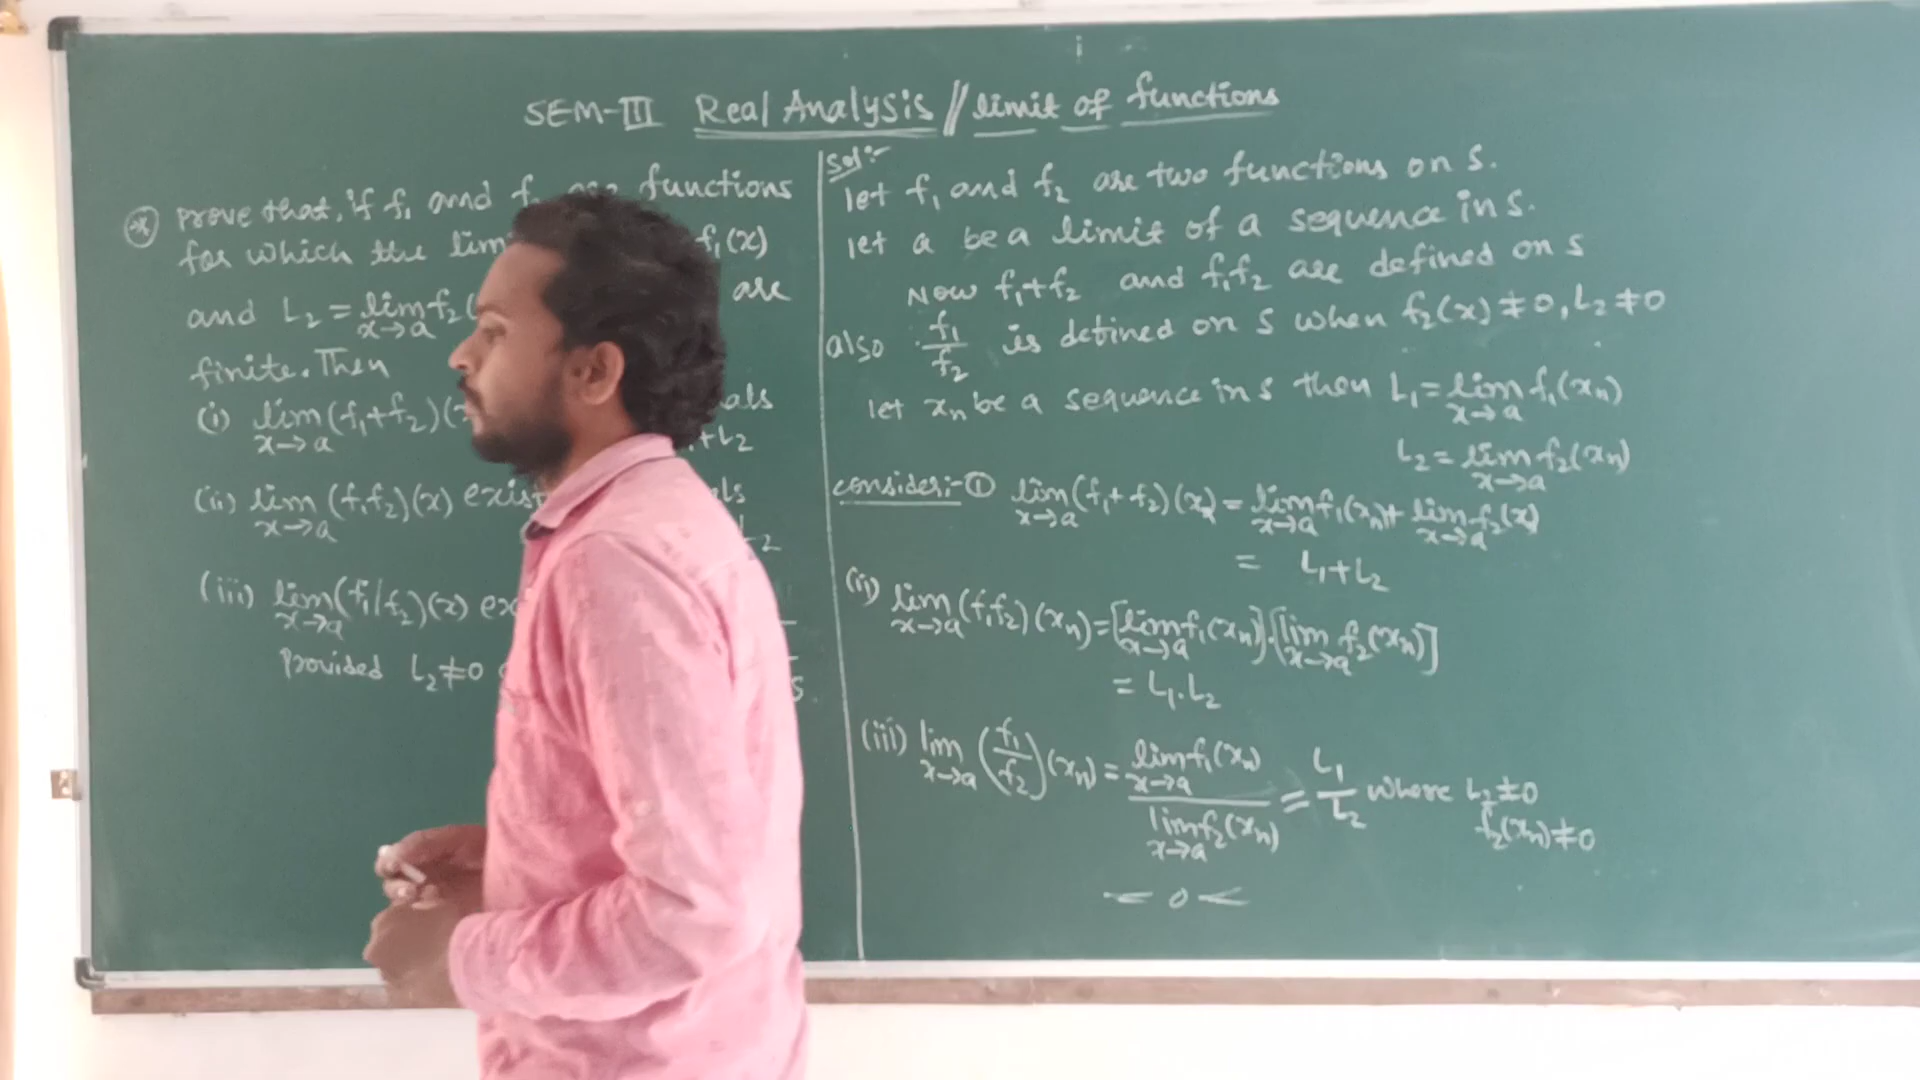 SEM-III Real Analysis // limit of functions
(*) Prove that, if f₁ and functions
for which the f₁(x)
and L₂ = lim x→a f₂( are
finite. Then
(i) lim x→a (f₁+f₂)(
+L₂
(ii) lim x→a (f₁f₂)(x)
(iii) lim x→a (f₁/f₂)(x)
Provided L₂≠0
Sol:-
let f₁ and f₂ are two functions on S.
let a be a limit of a sequence in S.
Now f₁+f₂ and f₁f₂ are defined on S
also f₁/f₂ is defined on S when f₂(x)≠0, L₂≠0
let xₙ be a sequence in S then L₁ = lim x→a f₁(xₙ)
L₂ = lim x→a f₂(xₙ)
consider:- ① lim x→a (f₁+f₂)(xₙ) = lim x→a f₁(xₙ) + lim x→a f₂(xₙ)
= L₁+L₂
(ii) lim x→a (f₁f₂)(xₙ) = [lim x→a f₁(xₙ)].[lim x→a f₂(xₙ)]
= L₁.L₂
(iii) lim x→a (f₁/f₂)(xₙ) = lim x→a f₁(xₙ) / lim x→a f₂(xₙ) = L₁/L₂ where L₂≠0
f₂(xₙ)≠0